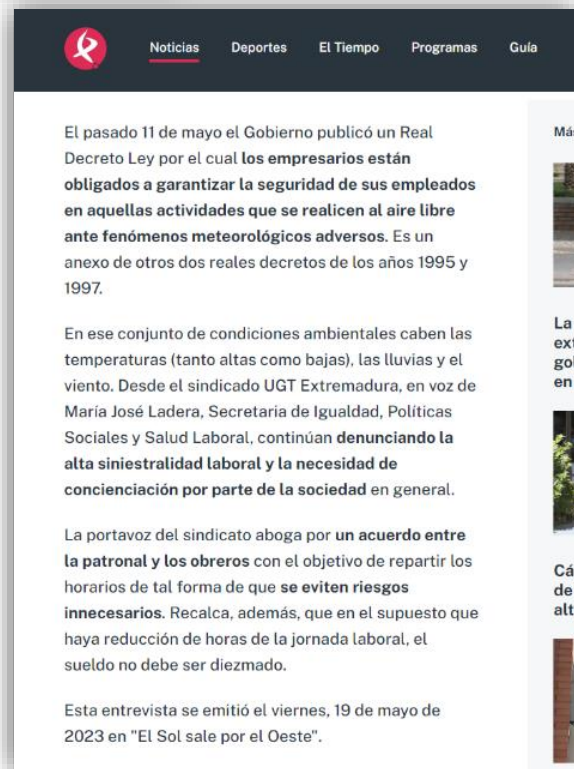 Noticias Deportes El Tiempo Programas Guía
El pasado 11 de mayo el Gobierno publicó un Real
Decreto Ley por el cual los empresarios están
obligados a garantizar la seguridad de sus empleados
en aquellas actividades que se realicen al aire libre
ante fenómenos meteorológicos adversos. Es un
anexo de otros dos reales decretos de los años 1995 y
1997.
En ese conjunto de condiciones ambientales caben las
temperaturas (tanto altas como bajas), las lluvias y el
viento. Desde el sindicado UGT Extremadura, en voz de
María José Ladera, Secretaria de Igualdad, Políticas
Sociales y Salud Laboral, continúan denunciando la
alta siniestralidad laboral y la necesidad de
concienciación por parte de la sociedad en general.
La portavoz del sindicato aboga por un acuerdo entre
la patronal y los obreros con el objetivo de repartir los
horarios de tal forma de que se eviten riesgos
innecesarios. Recalca, además, que en el supuesto que
haya reducción de horas de la jornada laboral, el
sueldo no debe ser diezmado.
Esta entrevista se emitió el viernes, 19 de mayo de
2023 en "El Sol sale por el Oeste".
La
en
de